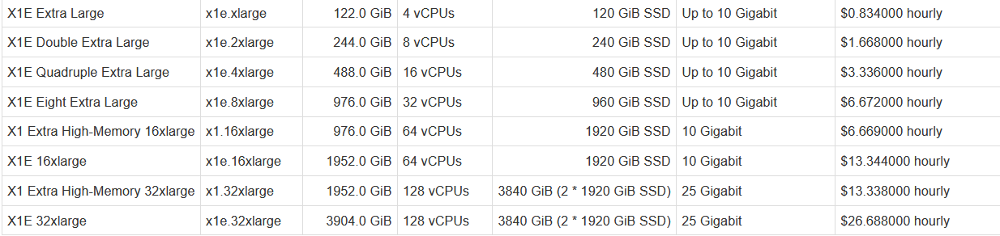 X1E Extra Large x1e.xlarge 122.0 GiB 4 vCPUs 120 GiB SSD Up to 10 Gigabit $0.834000 hourly
X1E Double Extra Large x1e.2xlarge 244.0 GiB 8 vCPUs 240 GiB SSD Up to 10 Gigabit $1.668000 hourly
X1E Quadruple Extra Large x1e.4xlarge 488.0 GiB 16 vCPUs 480 GiB SSD Up to 10 Gigabit $3.336000 hourly
X1E Eight Extra Large x1e.8xlarge 976.0 GiB 32 vCPUs 960 GiB SSD Up to 10 Gigabit $6.672000 hourly
X1 Extra High-Memory 16xlarge x1.16xlarge 976.0 GiB 64 vCPUs 1920 GiB SSD 10 Gigabit $6.669000 hourly
X1E 16xlarge x1e.16xlarge 1952.0 GiB 64 vCPUs 1920 GiB SSD 10 Gigabit $13.344000 hourly
X1 Extra High-Memory 32xlarge x1.32xlarge 1952.0 GiB 128 vCPUs 3840 GiB (2 * 1920 GiB SSD) 25 Gigabit $13.338000 hourly
X1E 32xlarge x1e.32xlarge 3904.0 GiB 128 vCPUs 3840 GiB (2 * 1920 GiB SSD) 25 Gigabit $26.688000 hourly